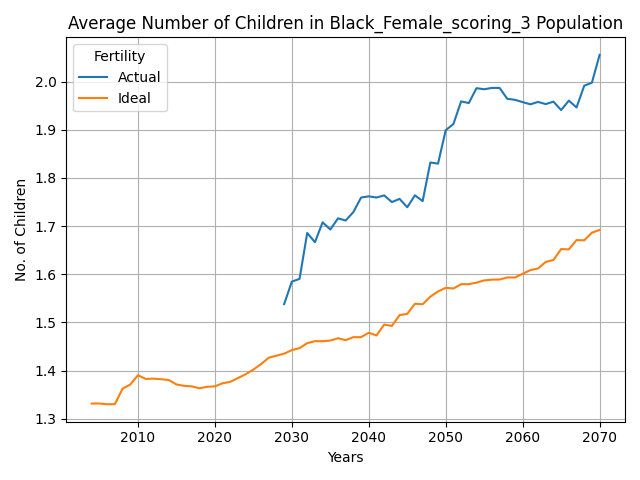 Average Number of Children in Black_Female_scoring_3 Population
Fertility
Actual
Ideal
No. of Children
2.0
1.9
1.8
1.7
1.6
1.5
1.4
1.3
2010 2020 2030 2040 2050 2060 2070
Years